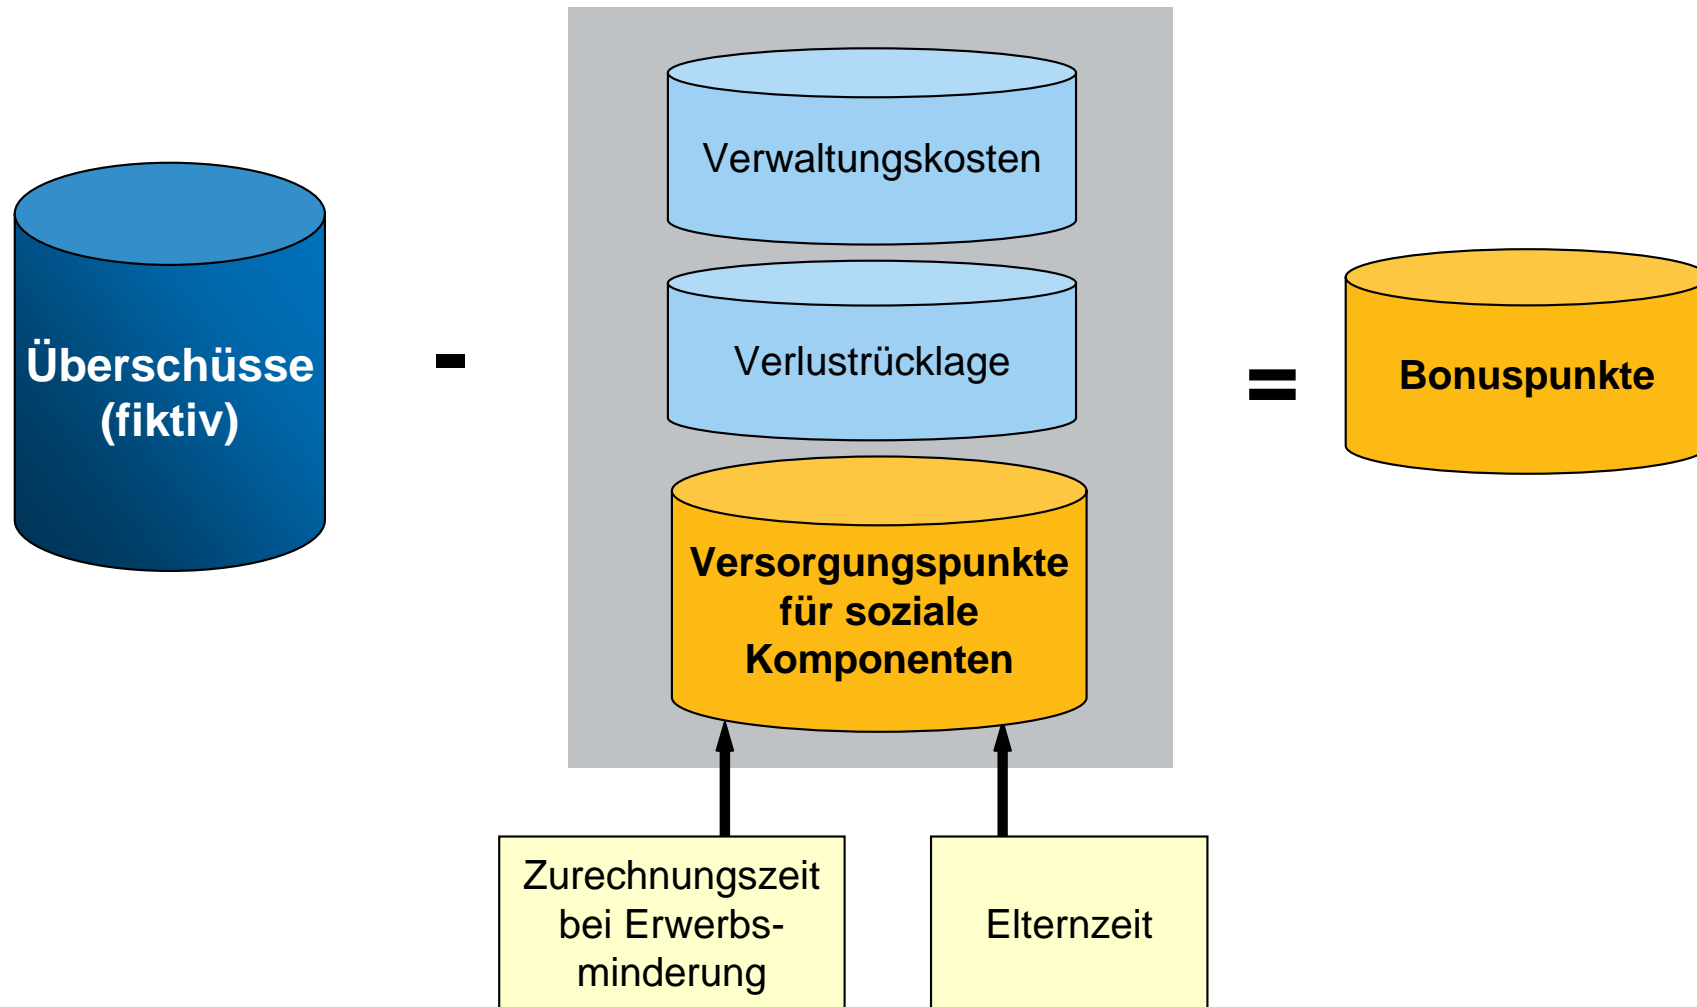 Überschüsse
(fiktiv)
-
Verwaltungskosten
Verlustrücklage
Versorgungspunkte
für soziale
Komponenten
=
Bonuspunkte
Zurechnungszeit
bei Erwerbs-
minderung
Elternzeit